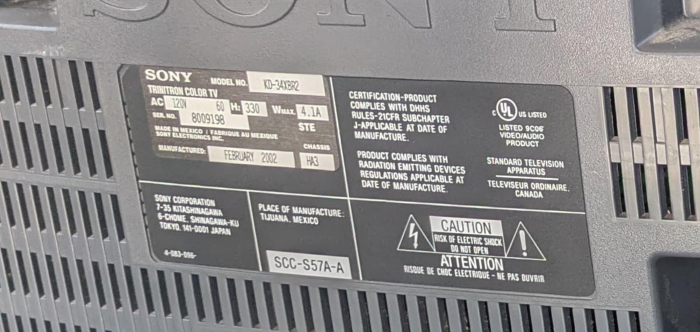 SONY
SONY MODEL NO. KD-34XBR2
TRINITRON COLOR TV
AC 120V 60 Hz 330 W MAX. 4.1A
SER. NO. 8009198 STE
MADE IN MEXICO / FABRIQUE AU MEXIQUE
SONY ELECTRONICS INC. CHASSIS
MANUFACTURED: FEBRUARY 2002 HA3
CERTIFICATION-PRODUCT
COMPLIES WITH DHHS
RULES-21CFR SUBCHAPTER
J-APPLICABLE AT DATE OF
MANUFACTURE.
PRODUCT COMPLIES WITH
RADIATION EMITTING DEVICES
REGULATIONS APPLICABLE AT
DATE OF MANUFACTURE.
C UL US LISTED
LISTED 9C0F
VIDEO/AUDIO
PRODUCT
STANDARD TELEVISION
APPARATUS
TELEVISEUR ORDINAIRE,
CANADA
SONY CORPORATION
7-35 KITASHINAGAWA
6-CHOME, SHINAGAWA-KU
TOKYO, 141-0001 JAPAN
PLACE OF MANUFACTURE:
TIJUANA, MEXICO
SCC-S57A-A
CAUTION
RISK OF ELECTRIC SHOCK
DO NOT OPEN
ATTENTION
RISQUE DE CHOC ELECTRIQUE - NE PAS OUVRIR